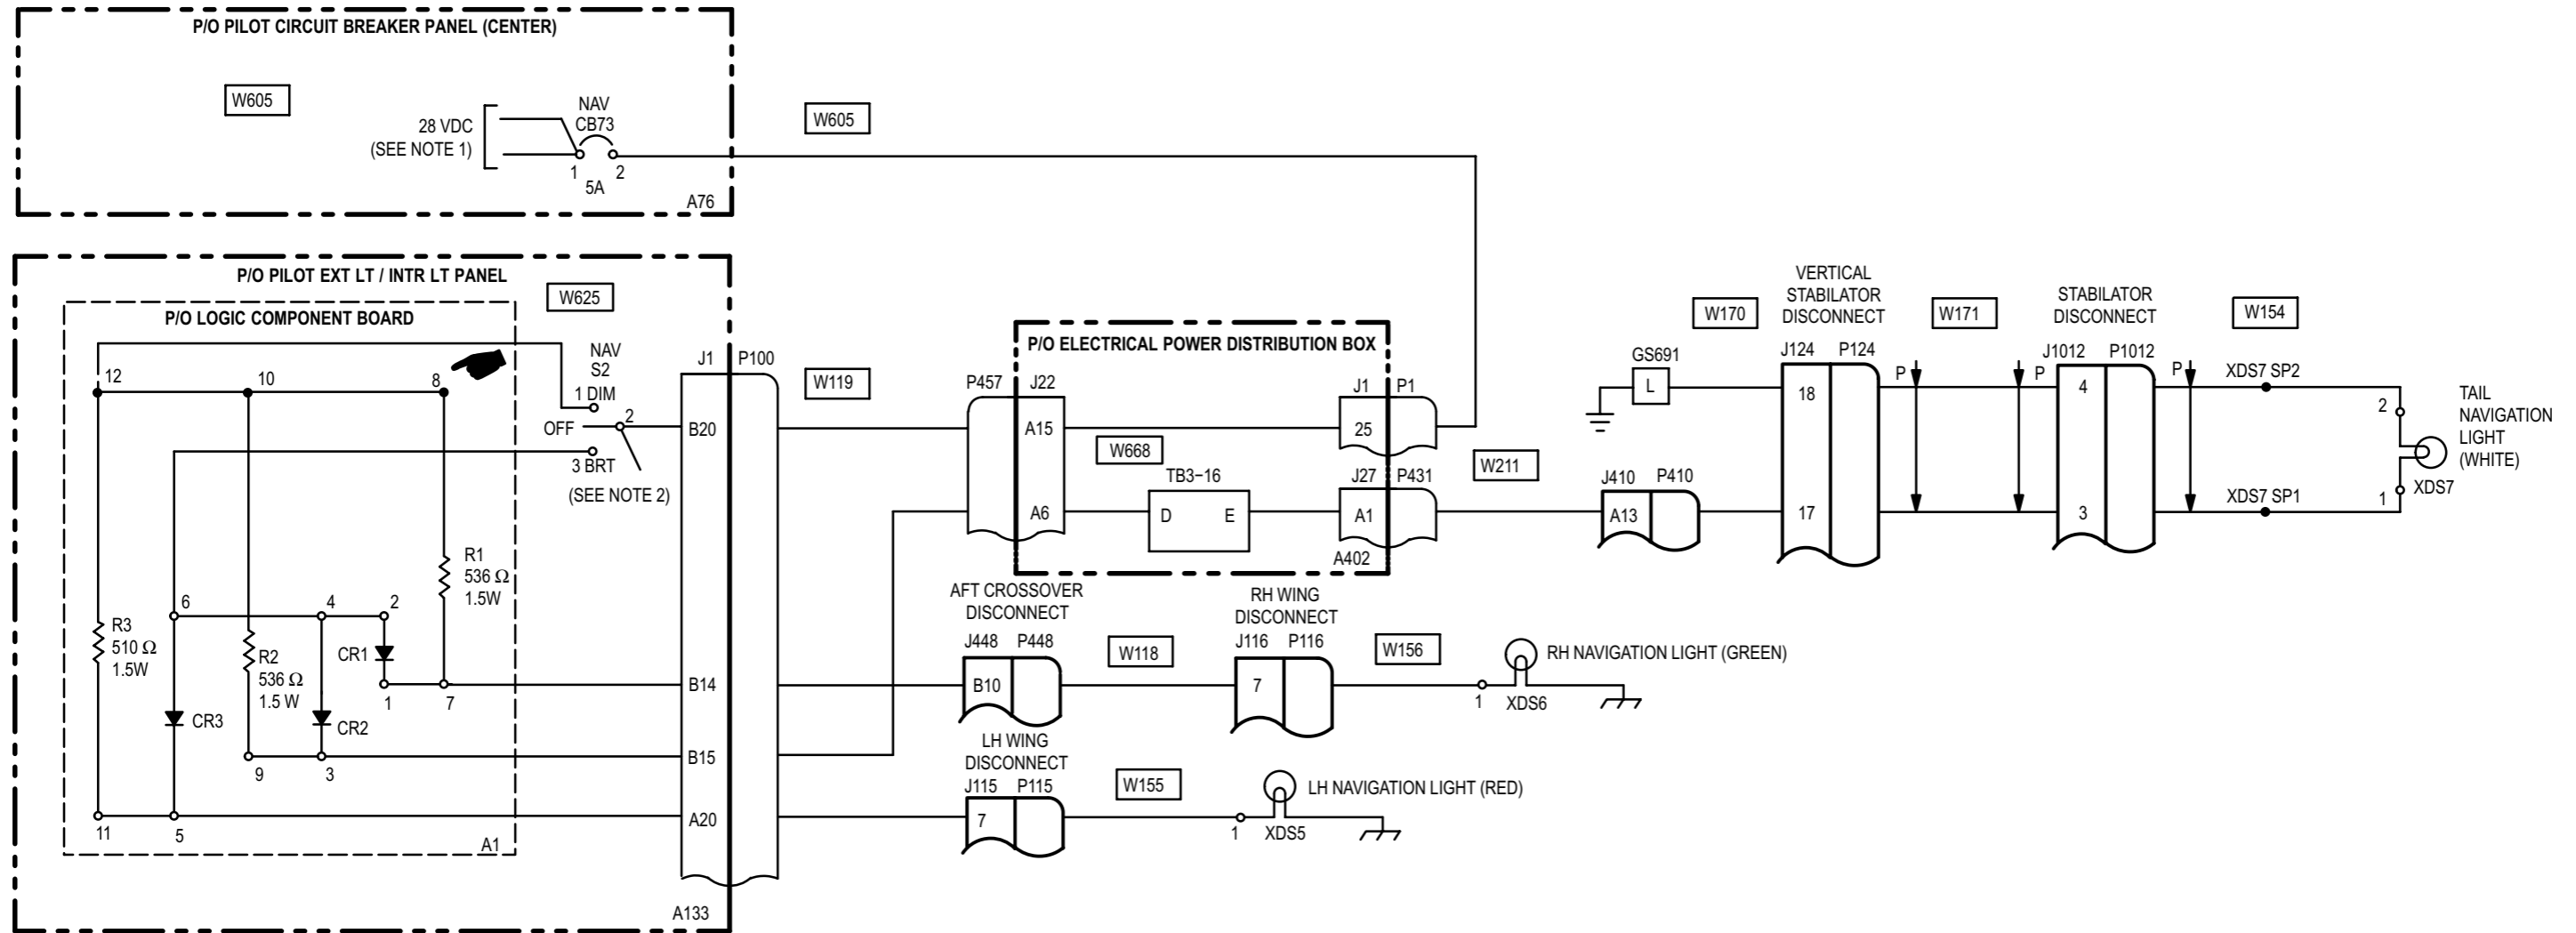 P/O PILOT CIRCUIT BREAKER PANEL (CENTER)
W605
28 VDC
(SEE NOTE 1)
NAV
CB73
1
2
5A
A76
W605
P/O PILOT EXT LT / INTR LT PANEL
W625
P/O LOGIC COMPONENT BOARD
12
10
8
NAV
S2
1 DIM
2
OFF
3 BRT
(SEE NOTE 2)
R1
536 Ω
1.5W
6
4
2
R3
510 Ω
1.5W
R2
536 Ω
1.5 W
CR1
1
7
CR3
CR2
9
3
11
5
A1
A133
J1
P100
B20
B14
B15
A20
W119
P/O ELECTRICAL POWER DISTRIBUTION BOX
P457
J22
A15
A6
W668
TB3-16
D
E
J1
P1
25
J27
P431
A1
A402
W211
J410
P410
A13
GS691
L
W170
VERTICAL
STABILATOR
DISCONNECT
J124
P124
18
17
W171
P
P
STABILATOR
DISCONNECT
J1012
P1012
4
3
W154
P
XDS7 SP2
XDS7 SP1
2
1
XDS7
TAIL
NAVIGATION
LIGHT
(WHITE)
AFT CROSSOVER
DISCONNECT
J448
P448
B10
W118
RH WING
DISCONNECT
J116
P116
7
W156
1
XDS6
RH NAVIGATION LIGHT (GREEN)
LH WING
DISCONNECT
J115
P115
7
W155
1
XDS5
LH NAVIGATION LIGHT (RED)